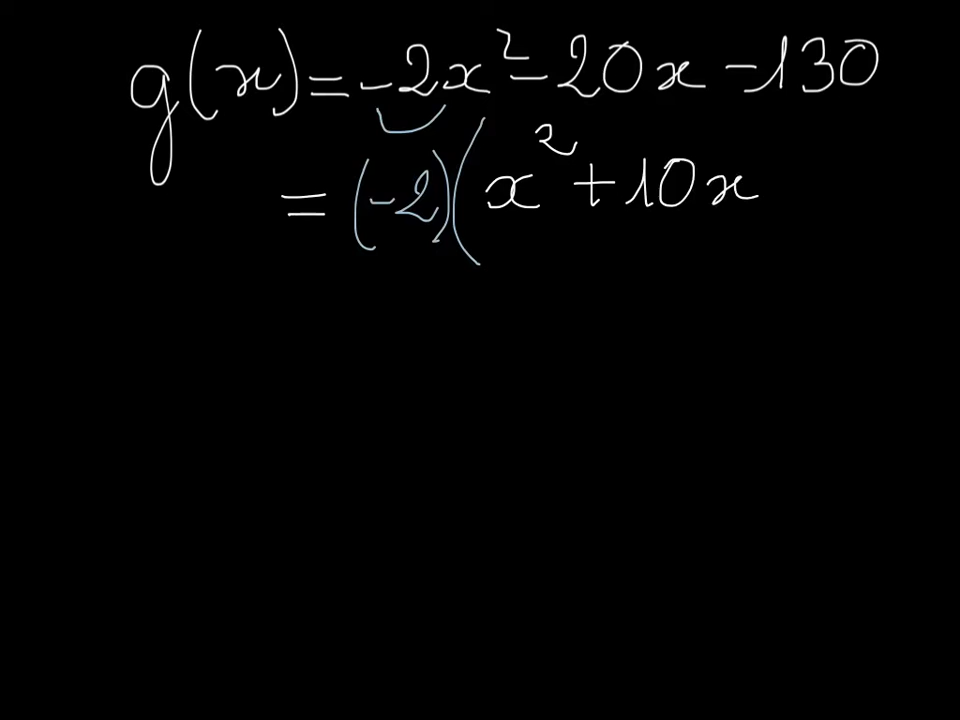 g(x) = -2x² - 20x - 130
= (-2)(x² + 10x